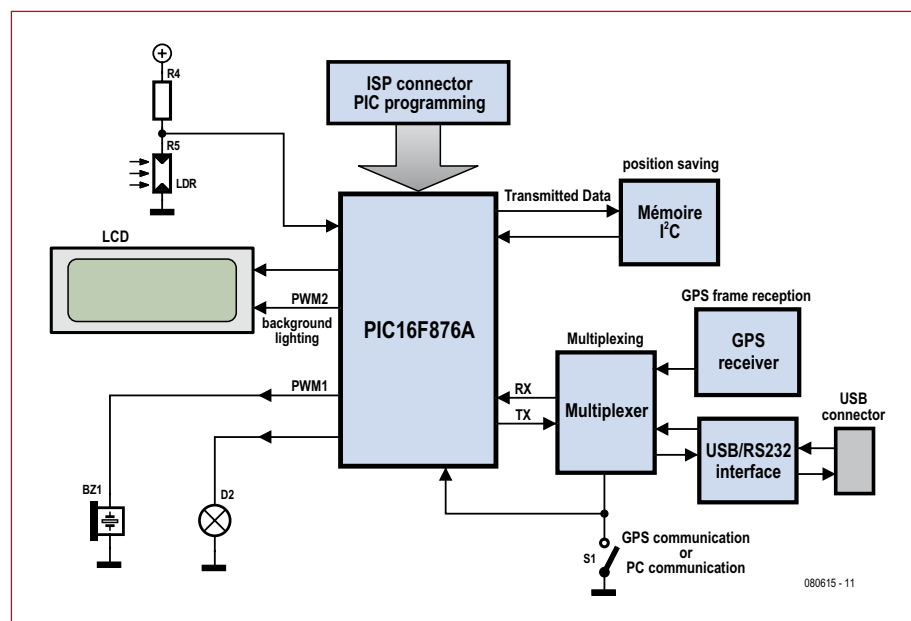 R4
R5
LDR
ISP connector
PIC programming
position saving
Transmitted Data
Mémoire
I²C
LCD
PWM2
background
lighting
PIC16F876A
GPS frame reception
GPS
receiver
Multiplexing
Multiplexer
RX
TX
USB
connector
USB/RS232
interface
PWM1
BZ1
D2
S1
GPS communication
or
PC communication
080615 - 11